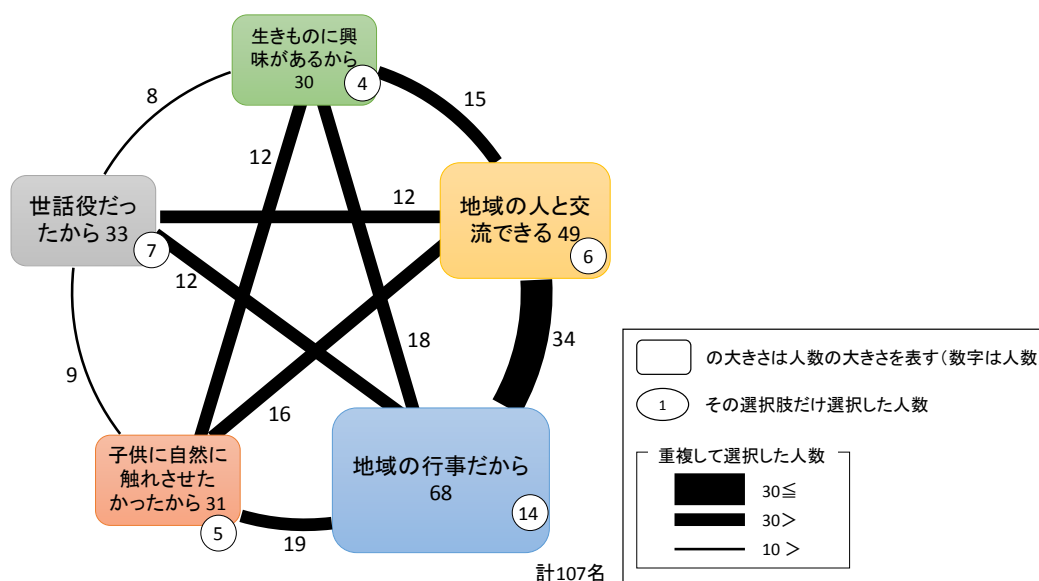 生きものに興
味があるから
30
4
8
15
12
世話役だっ
たから 33
7
12
地域の人と交
流できる 49
6
12
18
34
9
16
子供に自然に
触れさせた
かったから 31
5
19
地域の行事だから
68
14
計107名
の大きさは人数の大きさを表す（数字は人数
1 その選択肢だけ選択した人数
重複して選択した人数
30≦
30＞
10 ＞